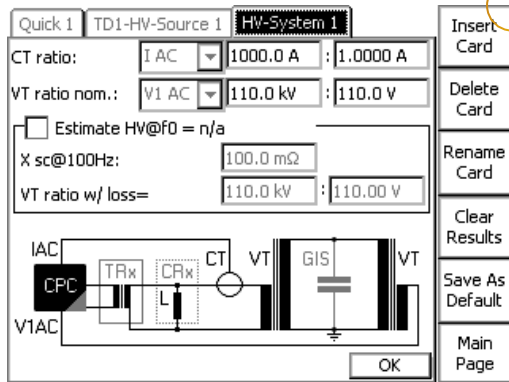 Quick 1 TD1-HV-Source 1 HV-System 1
CT ratio: I AC 1000.0 A : 1.0000 A
VT ratio nom.: V1 AC 110.0 kV : 110.0 V
Estimate HV@f0 = n/a
X sc@100Hz: 100.0 mΩ
VT ratio w/ loss= 110.0 kV : 110.00 V
IAC
CPC
V1AC
TRx
CRx
L
CT
VT
GIS
VT
OK
Insert
Card
Delete
Card
Rename
Card
Clear
Results
Save As
Default
Main
Page